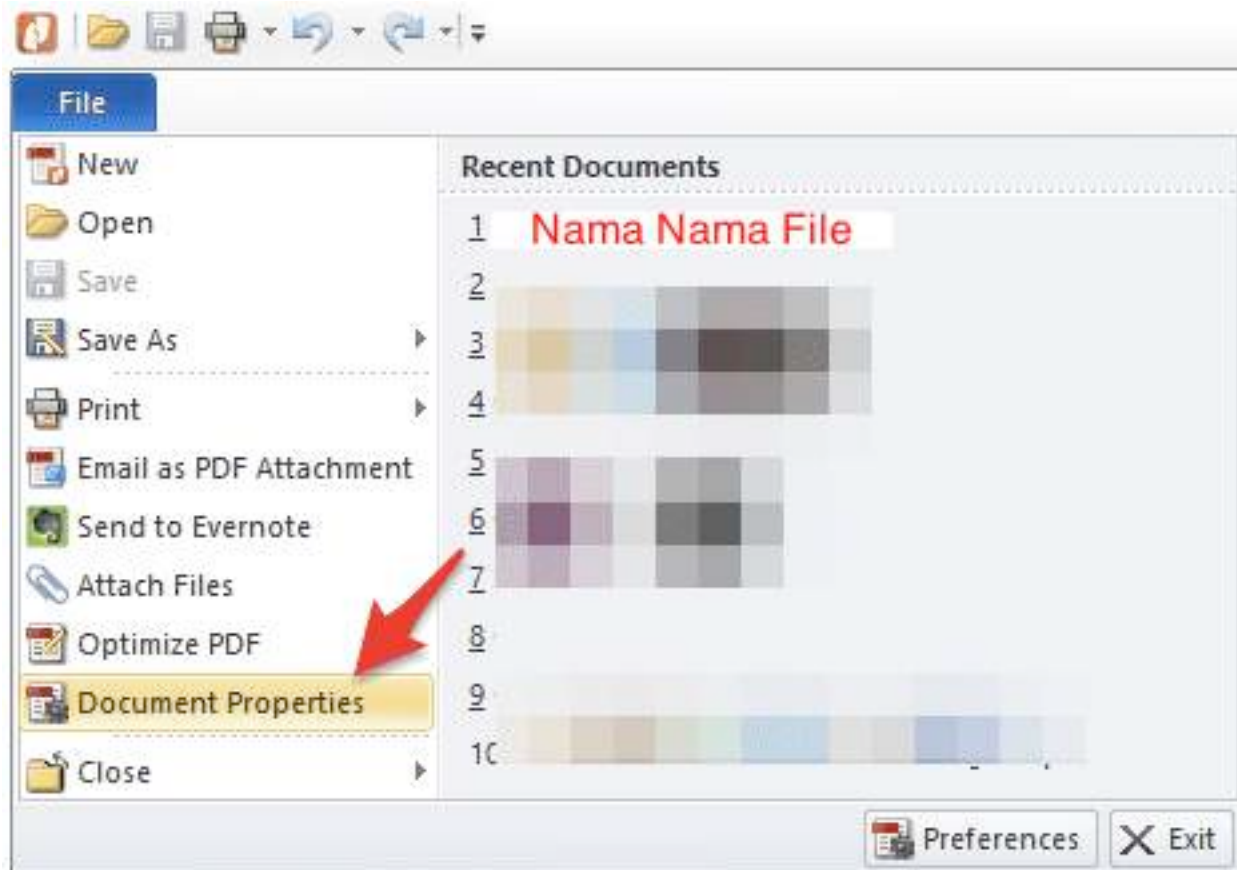 File
New
Open
Save
Save As
Print
Email as PDF Attachment
Send to Evernote
Attach Files
Optimize PDF
Document Properties
Close
Recent Documents
1 Nama Nama File
2
3
4
5
6
7
8
9
10
Preferences
Exit